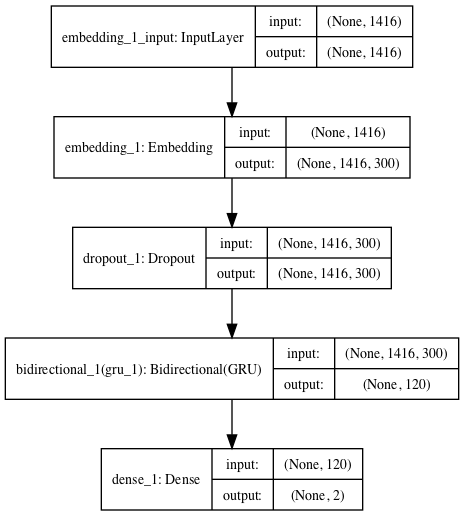 embedding_1_input: InputLayer
input: (None, 1416)
output: (None, 1416)
embedding_1: Embedding
input: (None, 1416)
output: (None, 1416, 300)
dropout_1: Dropout
input: (None, 1416, 300)
output: (None, 1416, 300)
bidirectional_1(gru_1): Bidirectional(GRU)
input: (None, 1416, 300)
output: (None, 120)
dense_1: Dense
input: (None, 120)
output: (None, 2)